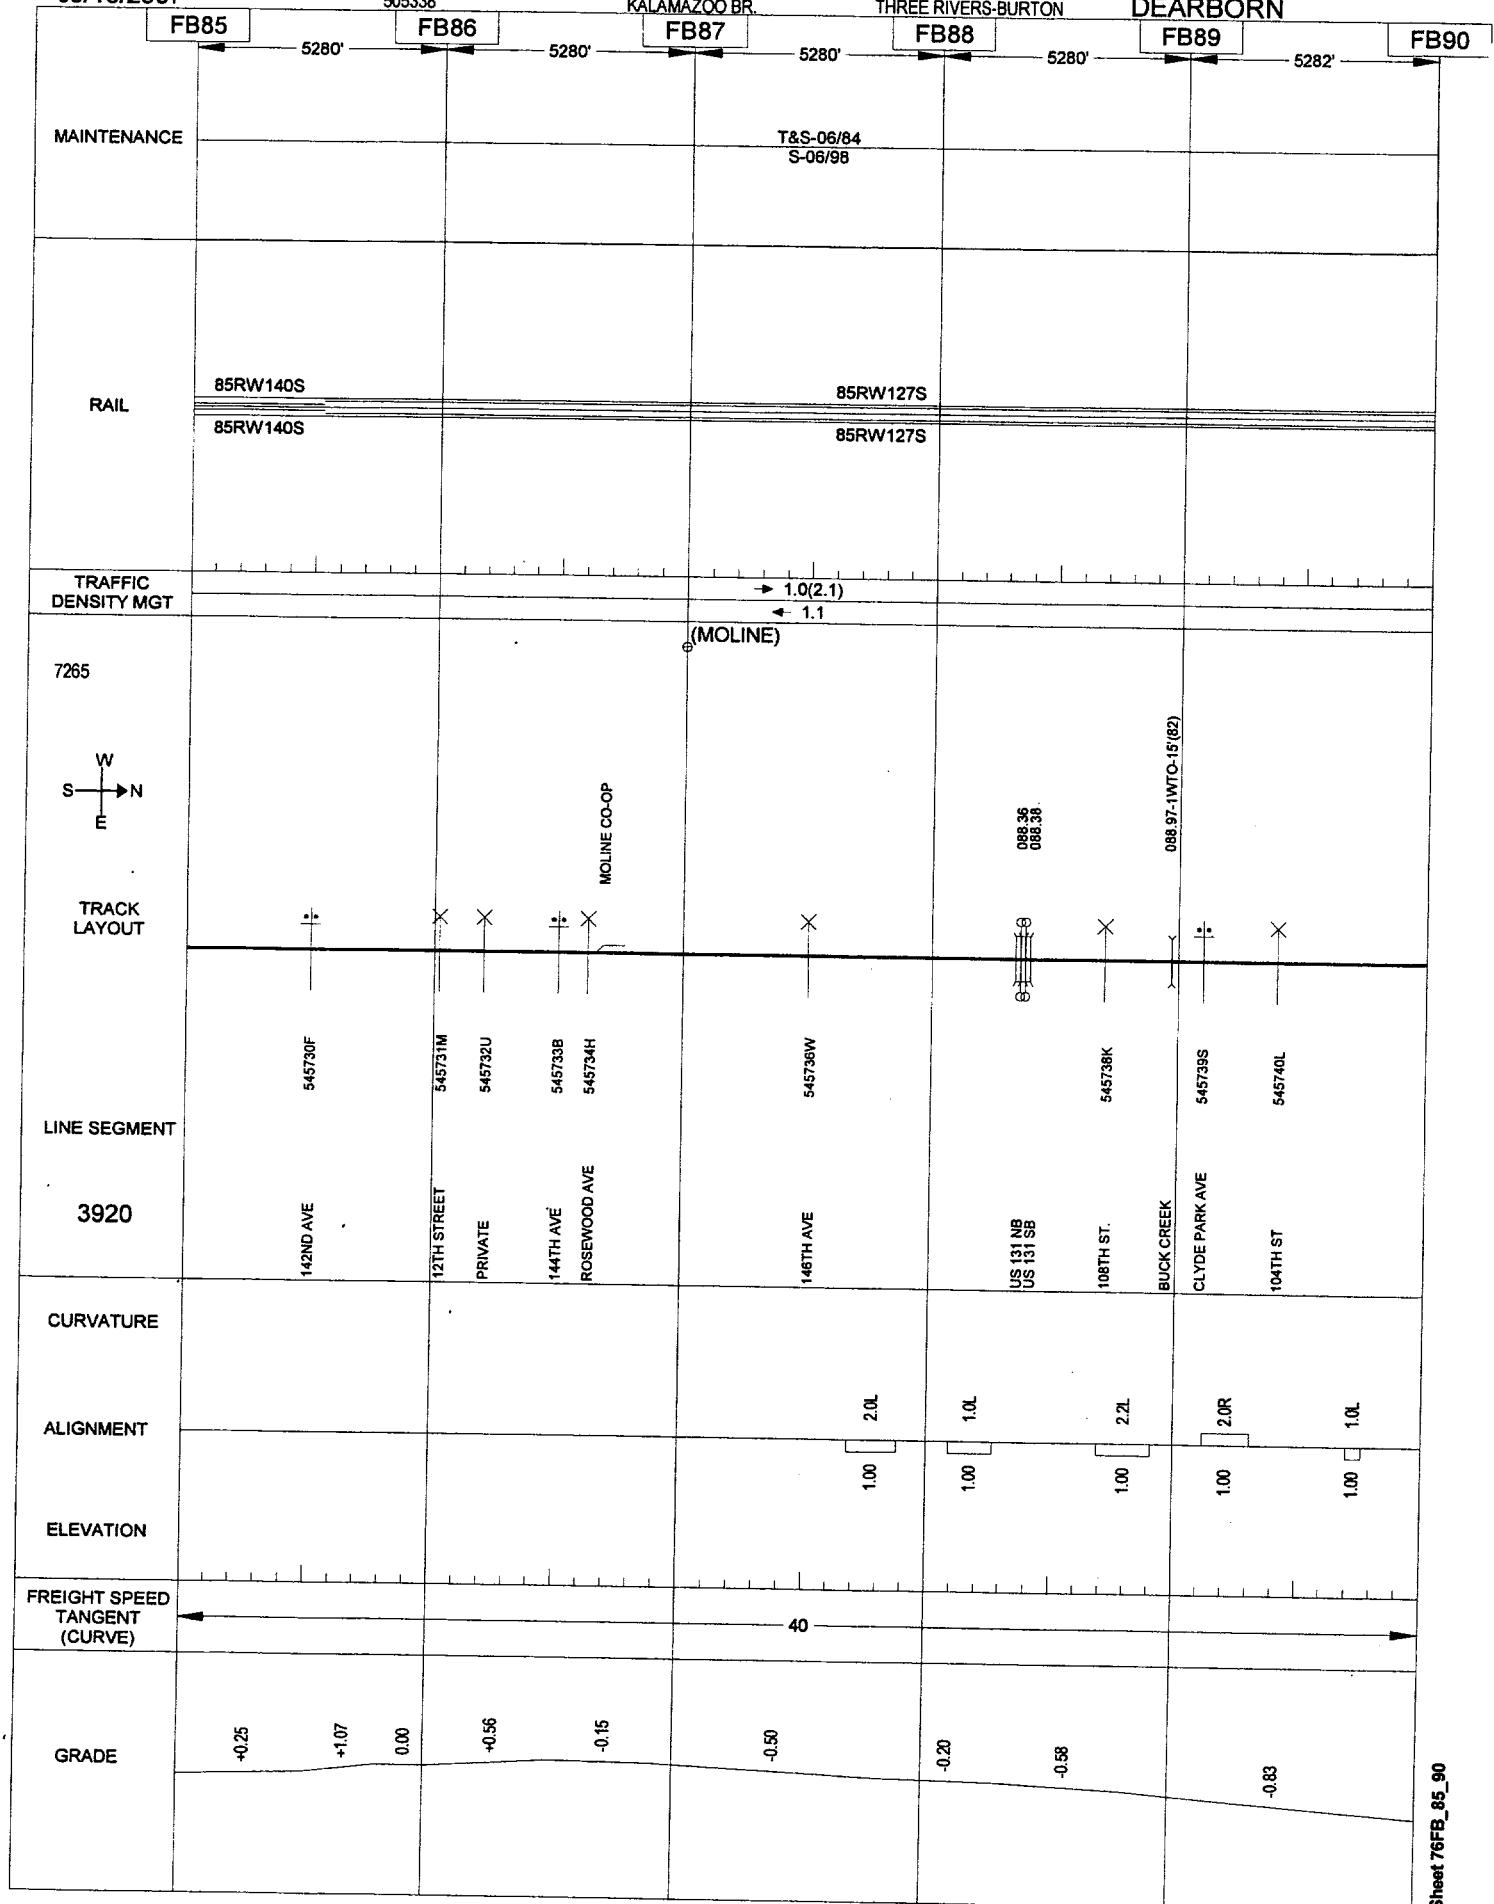 505338 KALAMAZOO BR. THREE RIVERS-BURTON DEARBORN
FB85 FB86 FB87 FB88 FB89 FB90
5280' 5280' 5280' 5280' 5282'
MAINTENANCE
T&S-06/84
S-06/98
RAIL
85RW140S 85RW127S
85RW140S 85RW127S
TRAFFIC
DENSITY MGT
1.0(2.1)
1.1
(MOLINE)
7265
W
S N
E
MOLINE CO-OP
088.36
088.38
088.97-1WTO-15'(82)
TRACK
LAYOUT
545730F
545731M
545732U
545733B
545734H
545736W
545738K
545739S
545740L
LINE SEGMENT
3920
142ND AVE
12TH STREET
PRIVATE
144TH AVE
ROSEWOOD AVE
146TH AVE
US 131 NB
US 131 SB
108TH ST.
BUCK CREEK
CLYDE PARK AVE
104TH ST
CURVATURE
ALIGNMENT
2.0L 1.0L 2.2L 2.0R 1.0L
1.00 1.00 1.00 1.00 1.00
ELEVATION
FREIGHT SPEED
TANGENT
(CURVE)
40
GRADE
+0.25 +1.07 0.00 +0.56 -0.15 -0.50 -0.20 -0.58 -0.83
Sheet 76FB_85_90